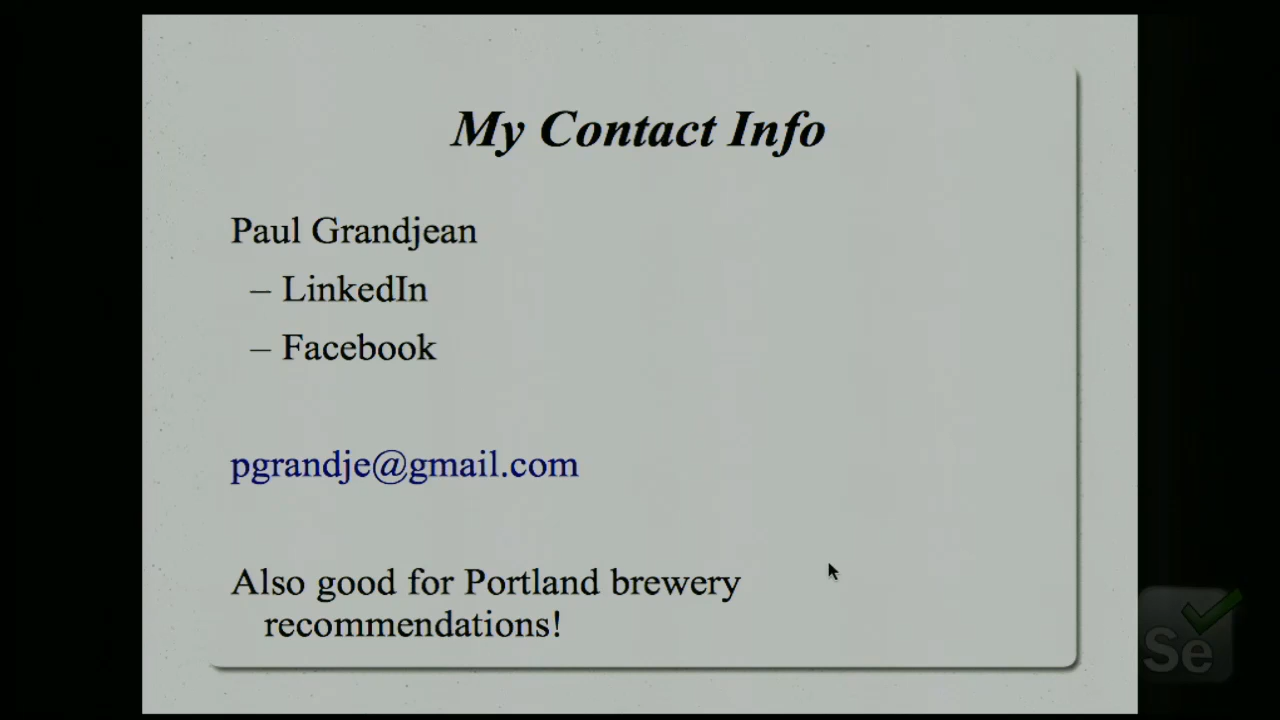 My Contact Info
Paul Grandjean
– LinkedIn
– Facebook
pgrandje@gmail.com
Also good for Portland brewery
recommendations!
Se